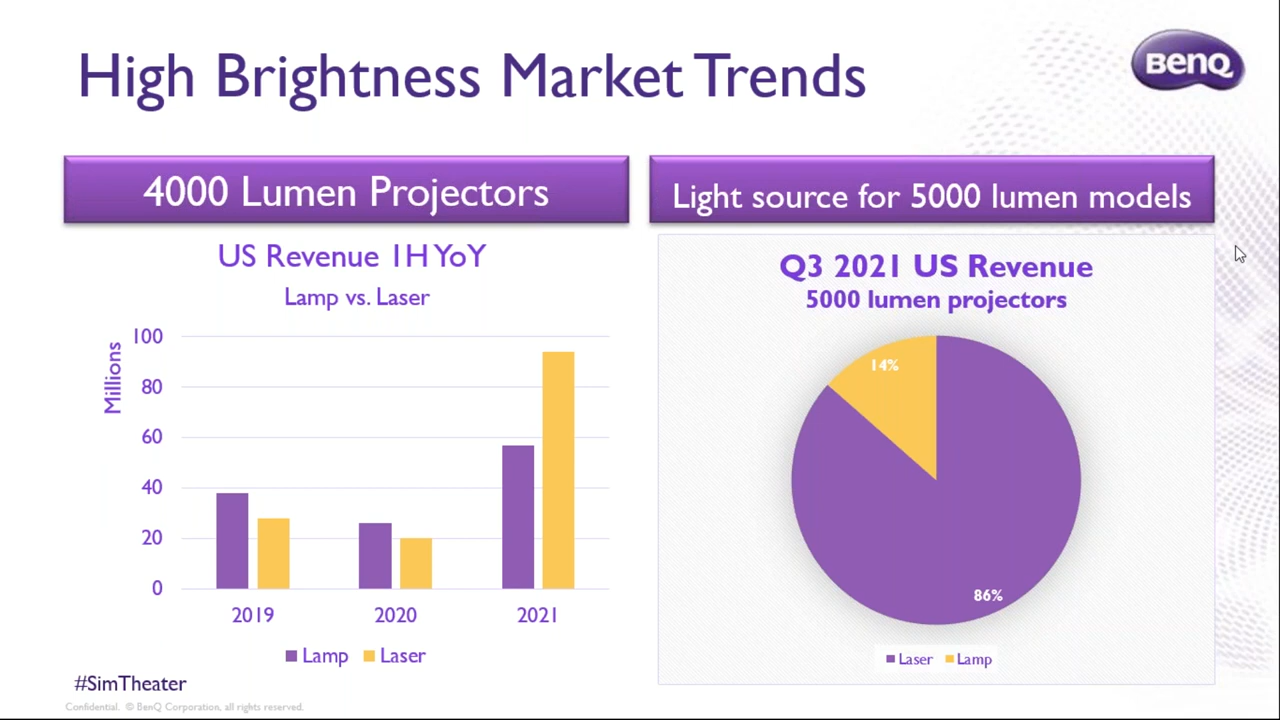 High Brightness Market Trends
BenQ
4000 Lumen Projectors
US Revenue 1H YoY
Lamp vs. Laser
Millions
100
80
60
40
20
0
2019 2020 2021
Lamp Laser
Light source for 5000 lumen models
Q3 2021 US Revenue
5000 lumen projectors
14%
86%
Laser Lamp
#SimTheater
Confidential. © BenQ Corporation, all rights reserved.